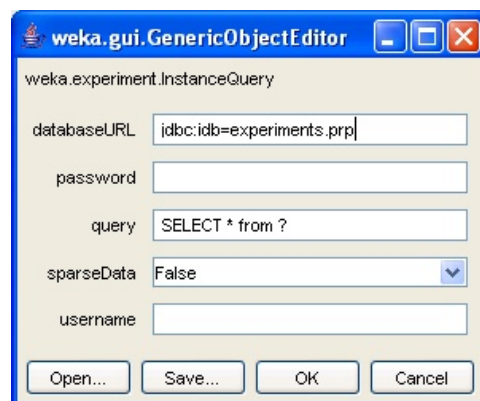 weka.gui.GenericObjectEditor
weka.experiment.InstanceQuery
databaseURL jdbc:idb=experiments.prp
password
query SELECT * from ?
sparseData False
username
Open... Save... OK Cancel